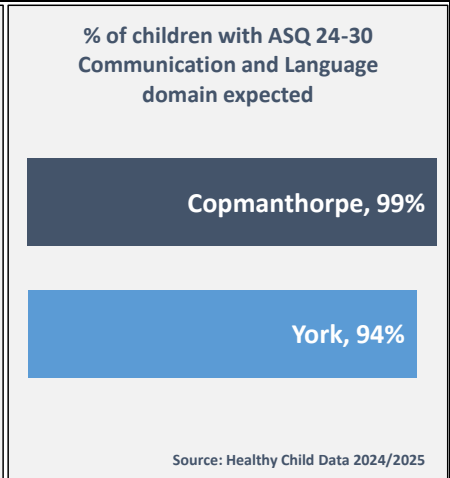 % of children with ASQ 24-30
Communication and Language
domain expected
Copmanthorpe, 99%
York, 94%
Source: Healthy Child Data 2024/2025